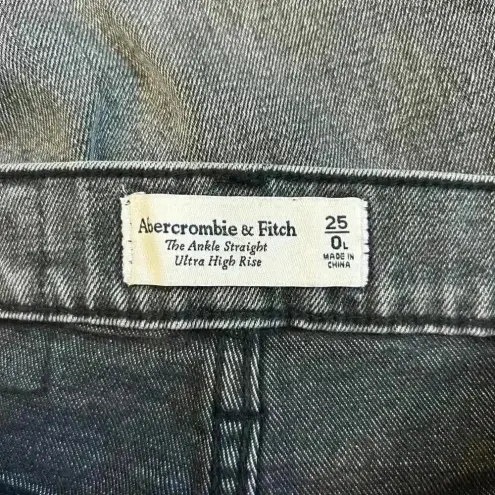 Abercrombie & Fitch
The Ankle Straight
Ultra High Rise
25
0L
MADE IN
CHINA